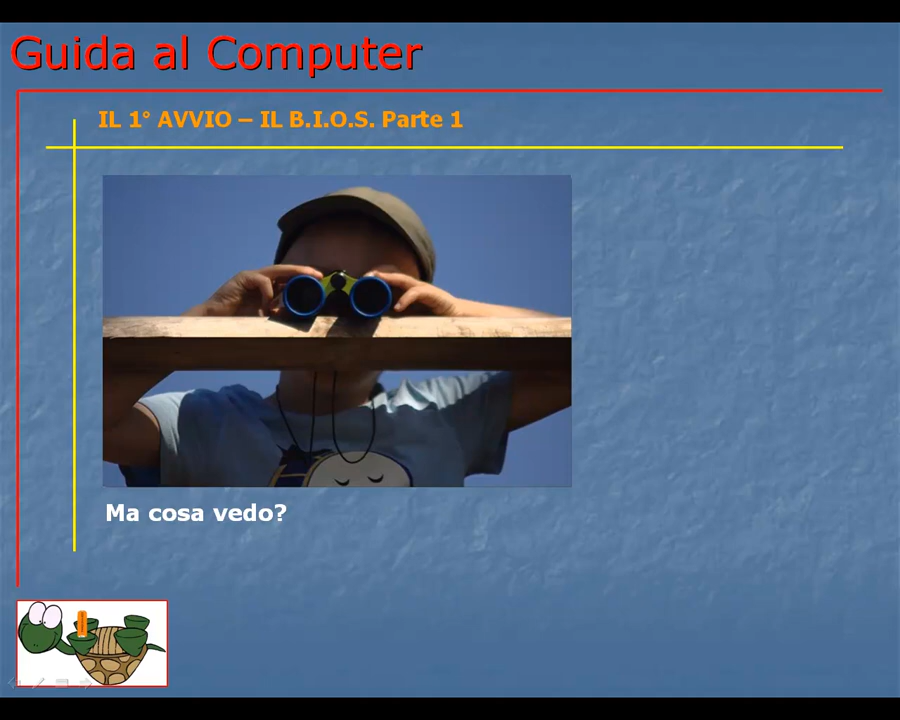 Guida al Computer
IL 1° AVVIO – IL B.I.O.S. Parte 1
Ma cosa vedo?